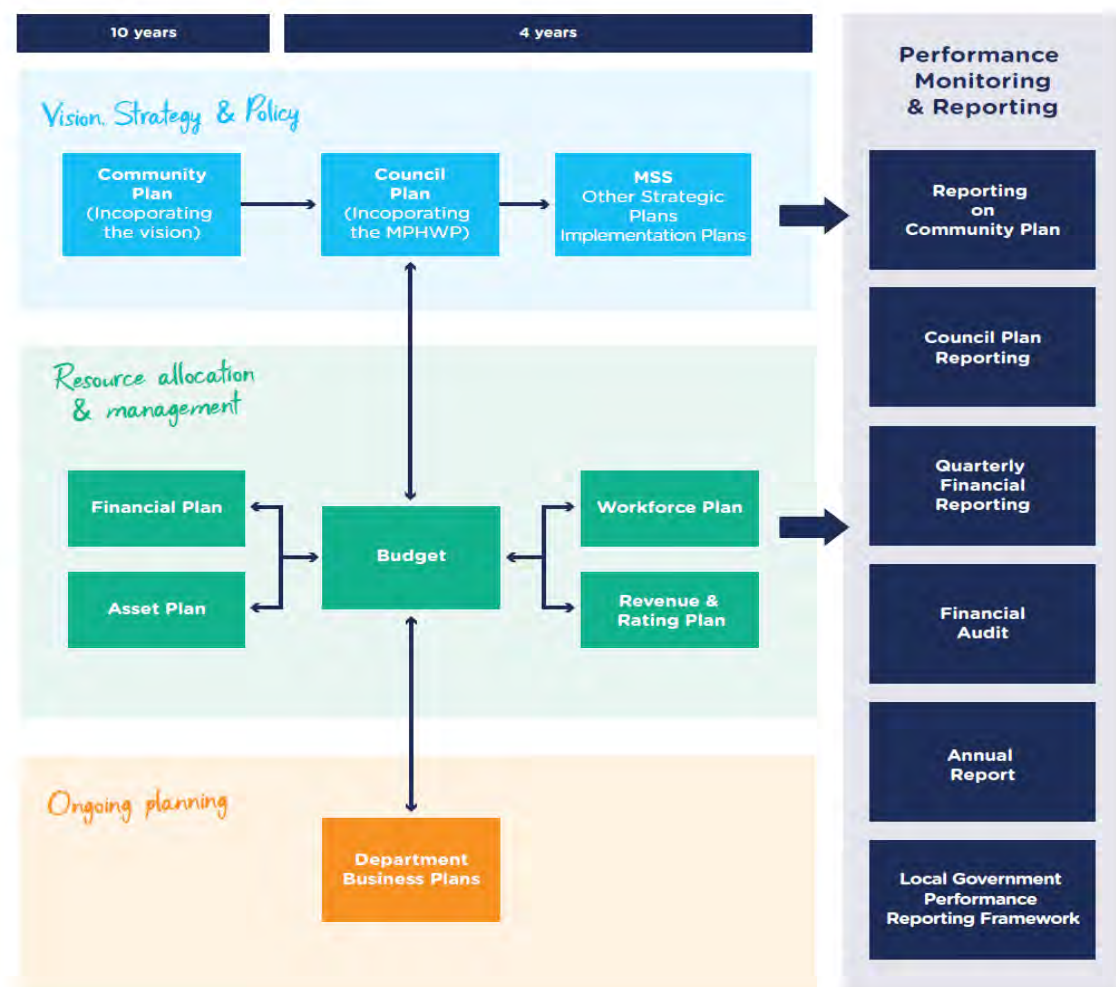 10 years
4 years
Vision, Strategy & Policy
Community
Plan
(Incoporating
the vision)
Council
Plan
(Incoporating
the MPHWP)
MSS
Other Strategic
Plans
Implementation Plans
Resource allocation
& management
Financial Plan
Asset Plan
Budget
Workforce Plan
Revenue &
Rating Plan
Ongoing planning
Department
Business Plans
Performance
Monitoring
& Reporting
Reporting
on
Community Plan
Council Plan
Reporting
Quarterly
Financial
Reporting
Financial
Audit
Annual
Report
Local Government
Performance
Reporting Framework